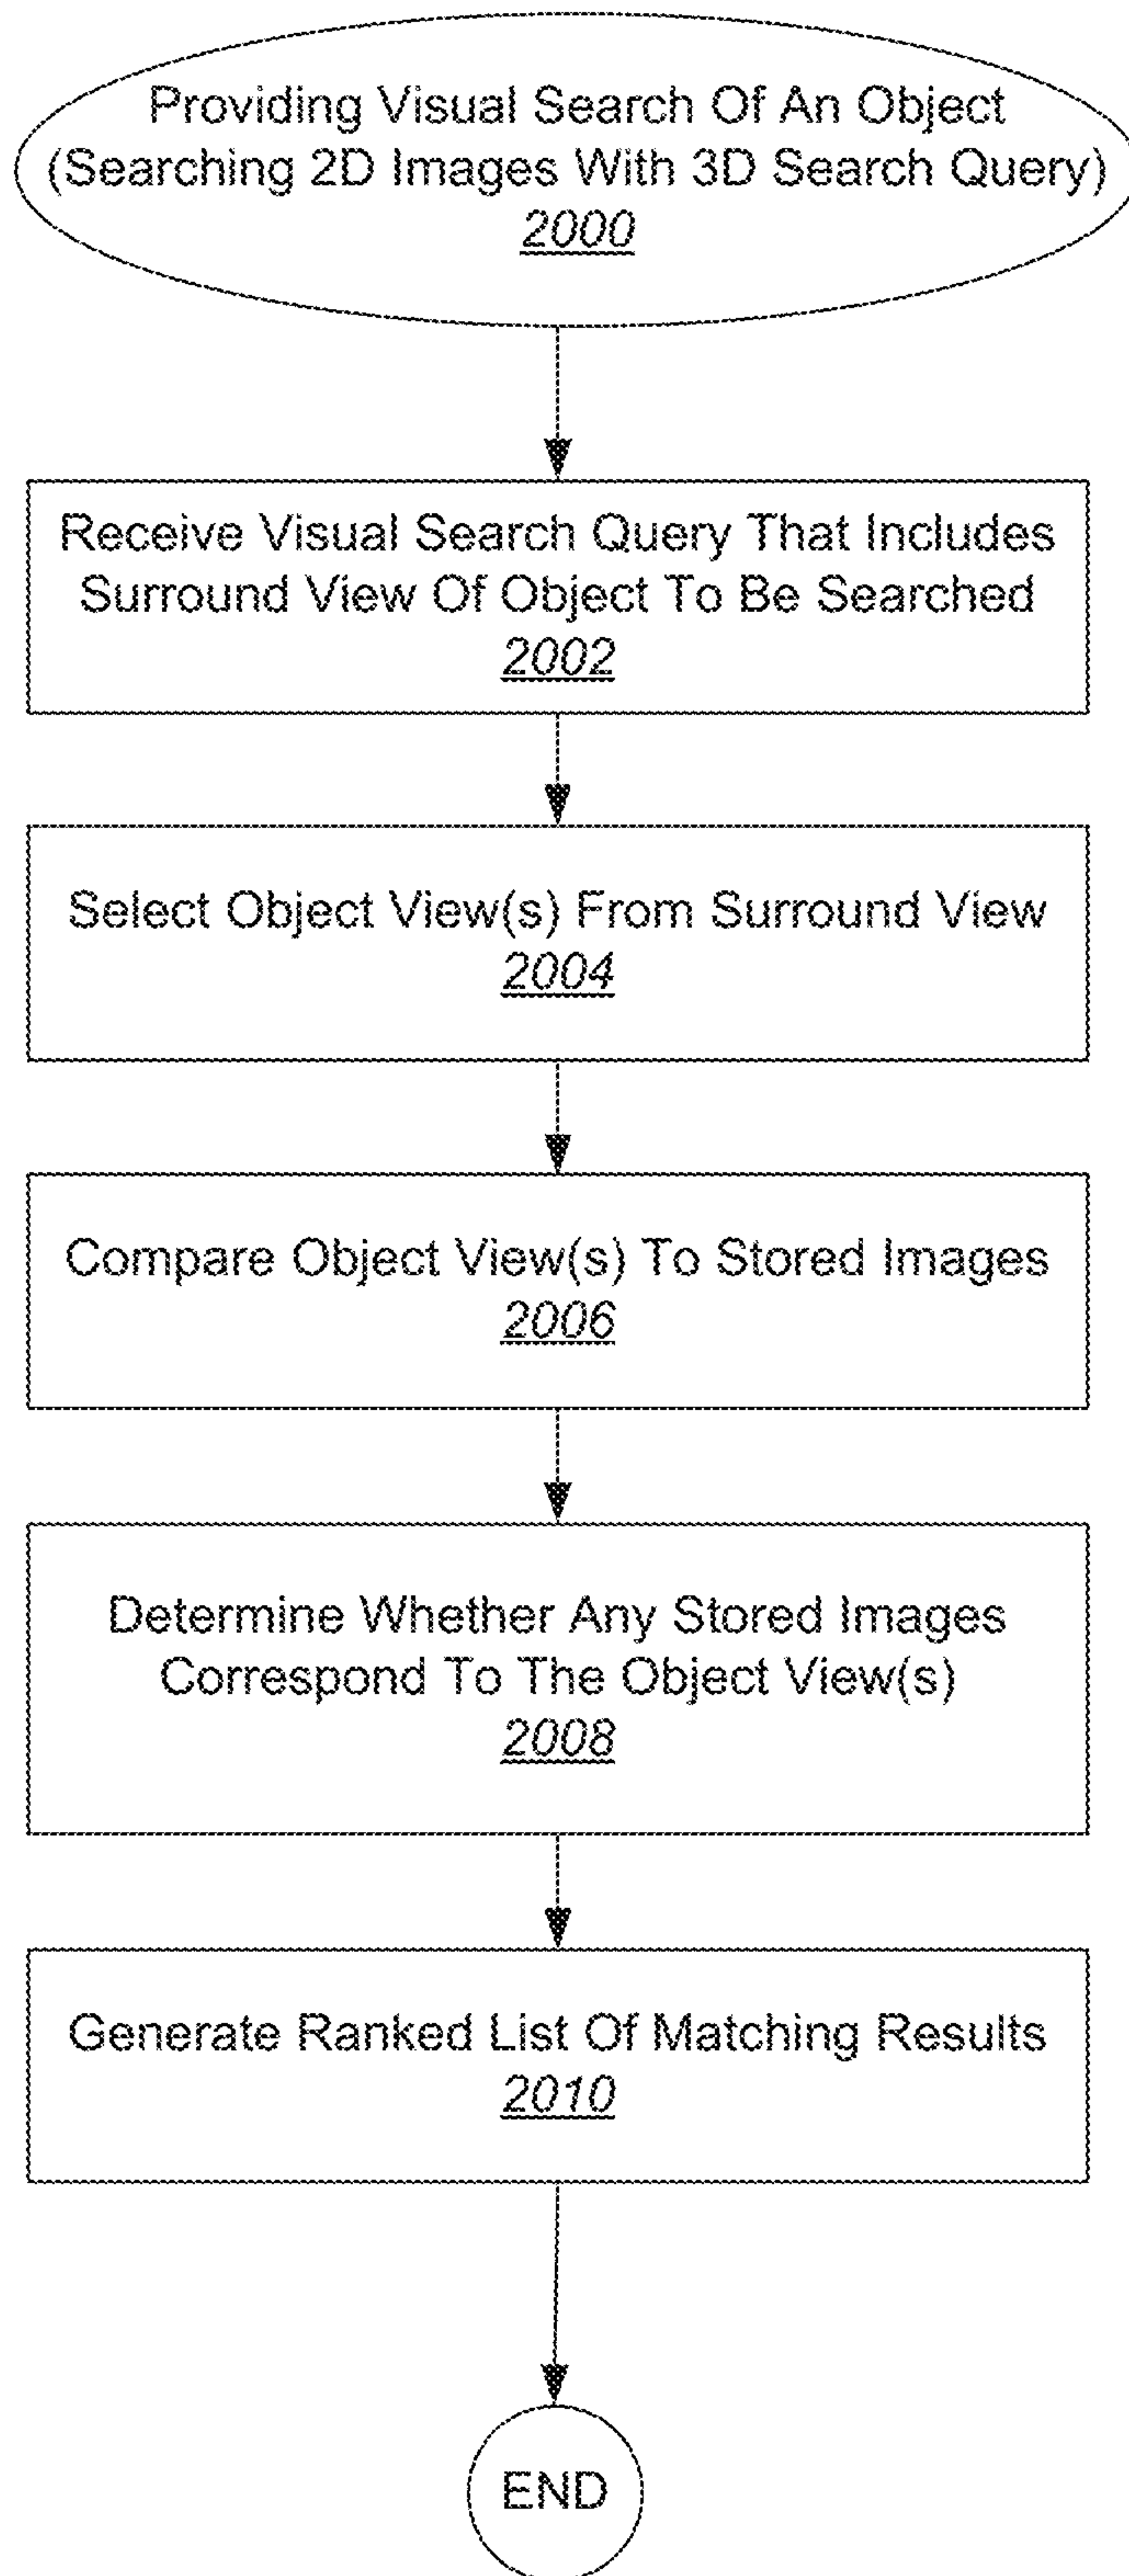 Providing Visual Search Of An Object
(Searching 2D Images With 3D Search Query)
2000
Receive Visual Search Query That Includes
Surround View Of Object To Be Searched
2002
Select Object View(s) From Surround View
2004
Compare Object View(s) To Stored Images
2006
Determine Whether Any Stored Images
Correspond To The Object View(s)
2008
Generate Ranked List Of Matching Results
2010
END